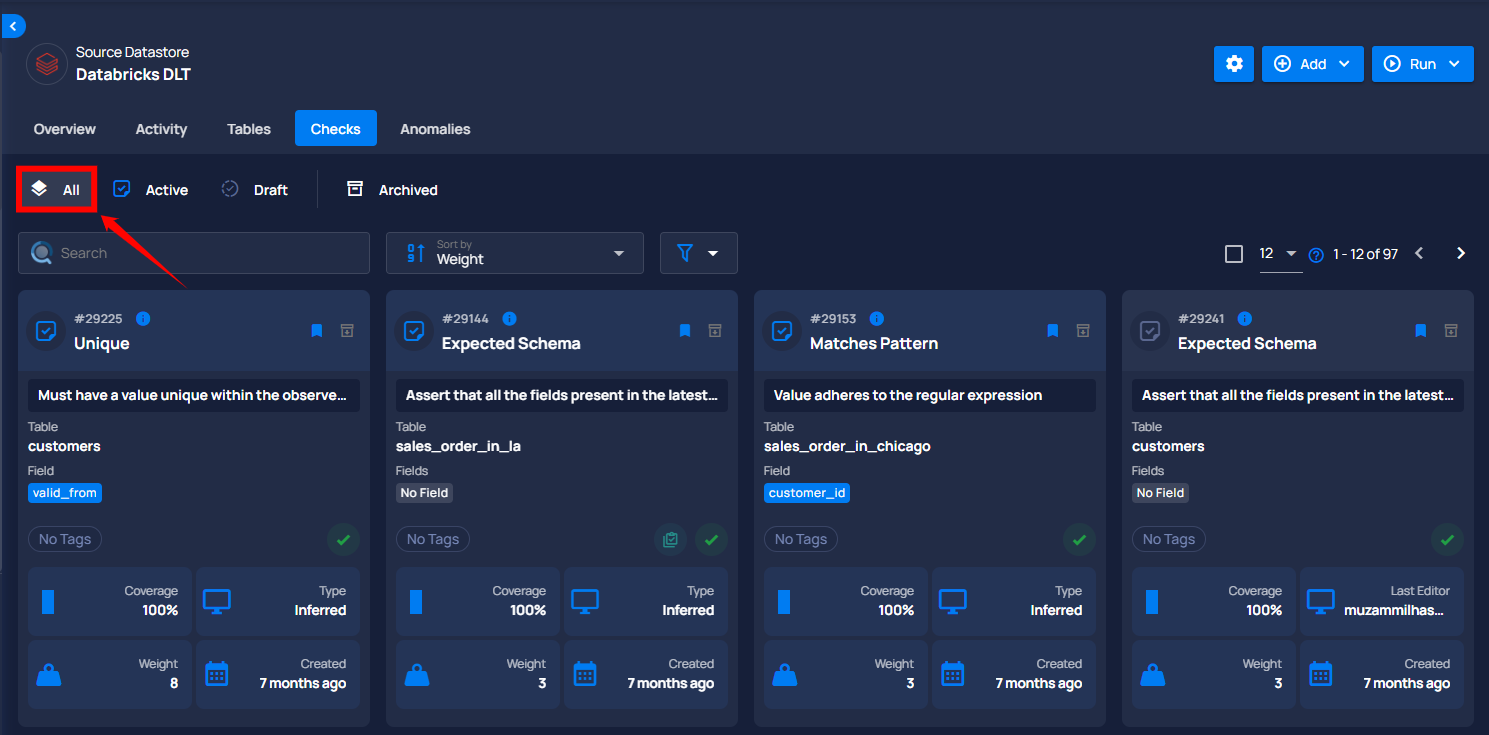 Source Datastore
Databricks DLT
Add
Run
Overview
Activity
Tables
Checks
Anomalies
All
Active
Draft
Archived
Search
Sort by
Weight
12
1 - 12 of 97
#29225
Unique
Must have a value unique within the observe...
Table
customers
Field
valid_from
No Tags
Coverage
100%
Type
Inferred
Weight
8
Created
7 months ago
#29144
Expected Schema
Assert that all the fields present in the latest...
Table
sales_order_in_la
Fields
No Field
No Tags
Coverage
100%
Type
Inferred
Weight
3
Created
7 months ago
#29153
Matches Pattern
Value adheres to the regular expression
Table
sales_order_in_chicago
Field
customer_id
No Tags
Coverage
100%
Type
Inferred
Weight
3
Created
7 months ago
#29241
Expected Schema
Assert that all the fields present in the latest...
Table
customers
Fields
No Field
No Tags
Coverage
100%
Last Editor
muzammilhas...
Weight
3
Created
7 months ago